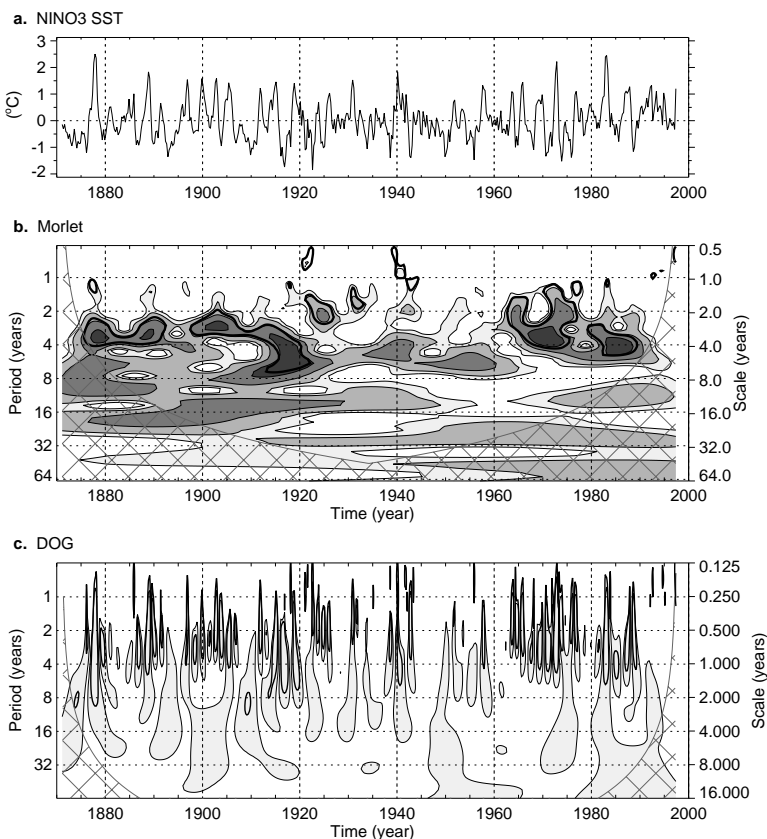 a. NINO3 SST
3
2
1
0
-1
-2
(°C)
1880 1900 1920 1940 1960 1980 2000
b. Morlet
1
2
4
8
16
32
64
Period (years)
0.5
1.0
2.0
4.0
8.0
16.0
32.0
64.0
Scale (years)
1880 1900 1920 1940 1960 1980 2000
Time (year)
c. DOG
1
2
4
8
16
32
Period (years)
0.125
0.250
0.500
1.000
2.000
4.000
8.000
16.000
Scale (years)
1880 1900 1920 1940 1960 1980 2000
Time (year)